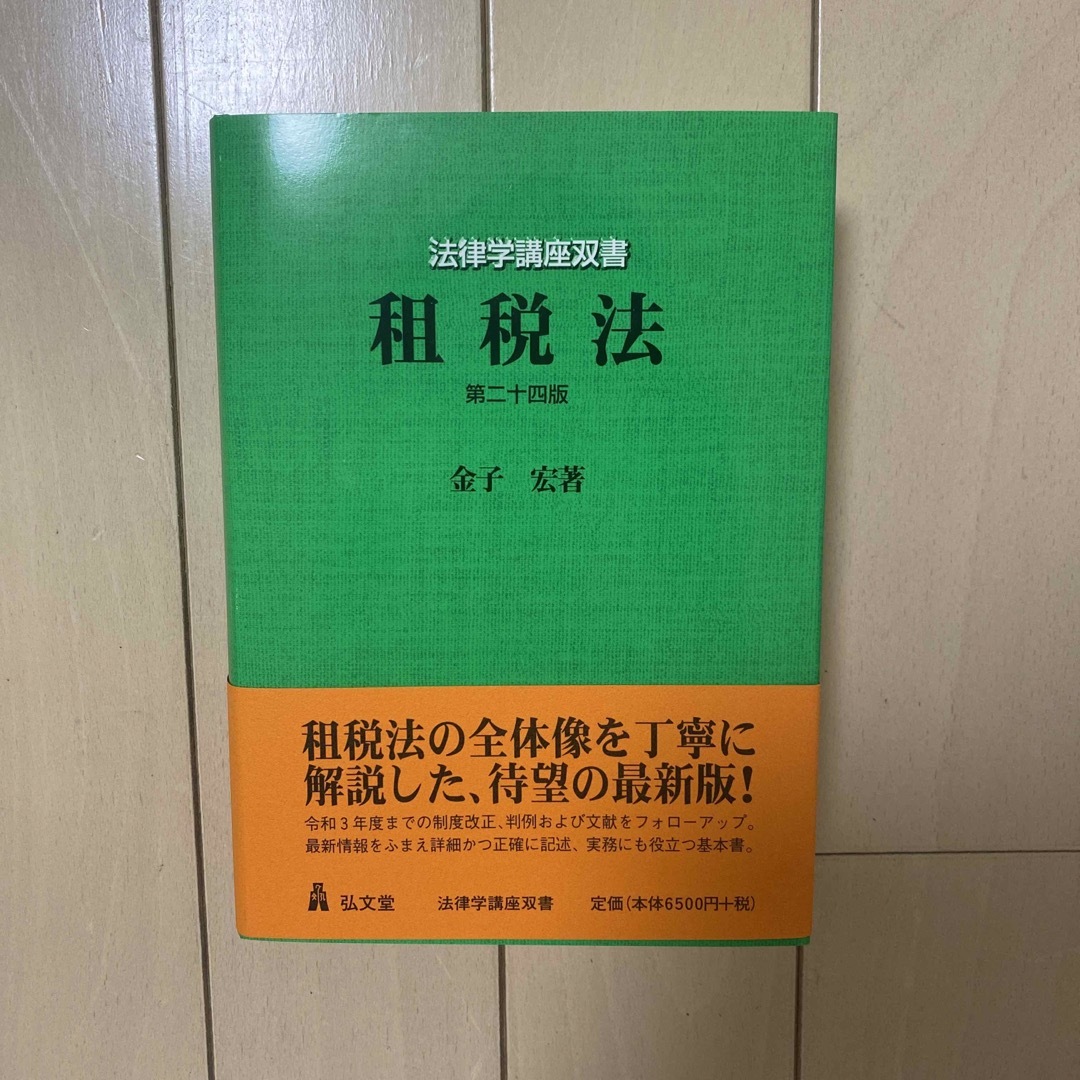 法律学講座双書
租税法
第二十四版
金子 宏著
租税法の全体像を丁寧に
解説した、待望の最新版!
令和3年度までの制度改正、判例および文献をフォローアップ。
最新情報をふまえ詳細かつ正確に記述、実務にも役立つ基本書。
弘文堂 法律学講座双書 定価(本体6500円+税)